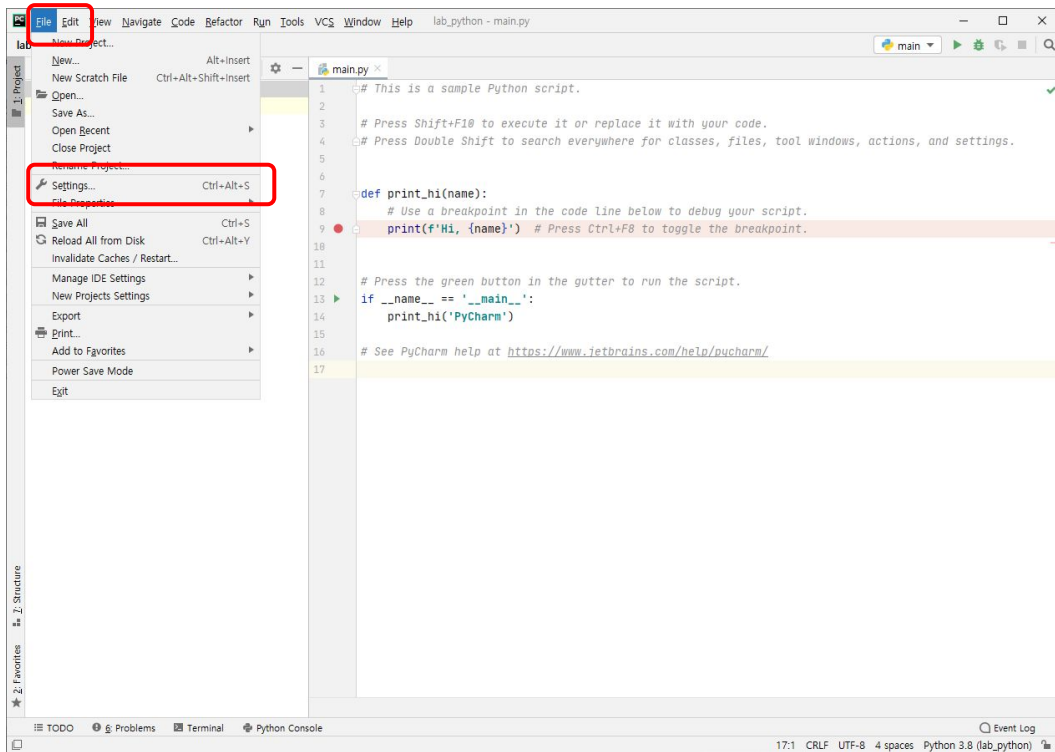 PC File Edit View Navigate Code Refactor Run Tools VCS Window Help lab_python - main.py
lab
main
New Project...
New... Alt+Insert
New Scratch File Ctrl+Alt+Shift+Insert
Open...
Save As...
Open Recent
Close Project
Rename Project...
Settings... Ctrl+Alt+S
File Properties
Save All Ctrl+S
Reload All from Disk Ctrl+Alt+Y
Invalidate Caches / Restart...
Manage IDE Settings
New Projects Settings
Export
Print...
Add to Favorites
Power Save Mode
Exit
1: Project
7: Structure
2: Favorites
main.py
1 # This is a sample Python script.
2
3 # Press Shift+F10 to execute it or replace it with your code.
4 # Press Double Shift to search everywhere for classes, files, tool windows, actions, and settings.
5
6
7 def print_hi(name):
8 # Use a breakpoint in the code line below to debug your script.
9 print(f'Hi, {name}') # Press Ctrl+F8 to toggle the breakpoint.
10
11
12 # Press the green button in the gutter to run the script.
13 if __name__ == '__main__':
14 print_hi('PyCharm')
15
16 # See PyCharm help at https://www.jetbrains.com/help/pycharm/
17
TODO 6: Problems Terminal Python Console Event Log
17:1 CRLF UTF-8 4 spaces Python 3.8 (lab_python)